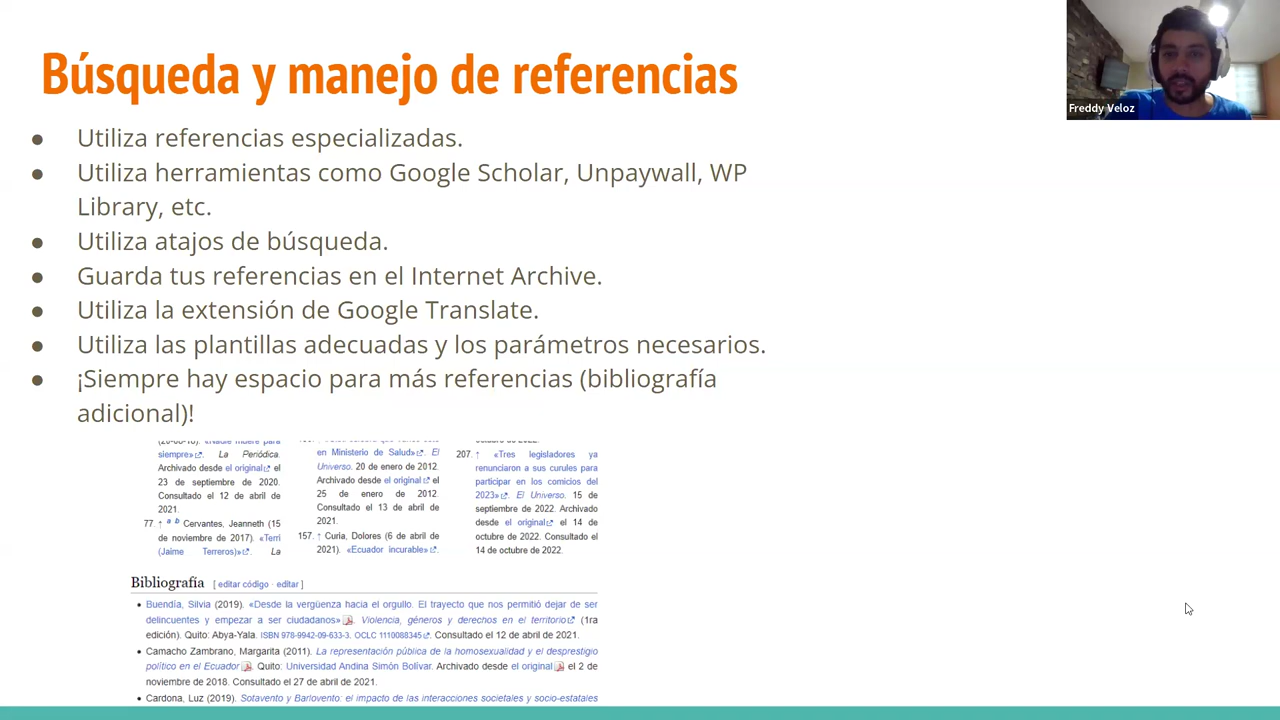 Búsqueda y manejo de referencias
Freddy Veloz
● Utiliza referencias especializadas.
● Utiliza herramientas como Google Scholar, Unpaywall, WP
Library, etc.
● Utiliza atajos de búsqueda.
● Guarda tus referencias en el Internet Archive.
● Utiliza la extensión de Google Translate.
● Utiliza las plantillas adecuadas y los parámetros necesarios.
● ¡Siempre hay espacio para más referencias (bibliografía
adicional)!
siempre». La Periódica.
Archivado desde el original el
23 de septiembre de 2020.
Consultado el 12 de abril de
2021.
77. ↑ a b Cervantes, Jeanneth (15
de noviembre de 2017). «Terri
(Jaime Terreros)». La
en Ministerio de Salud». El
Universo. 20 de enero de 2012.
Archivado desde el original el
25 de enero de 2012.
Consultado el 13 de abril de
2021.
157. ↑ Curia, Dolores (6 de abril de
2021). «Ecuador incurable».
207. ↑ «Tres legisladores ya
renunciaron a sus curules para
participar en los comicios del
2023». El Universo. 15 de
septiembre de 2022. Archivado
desde el original el 14 de
octubre de 2022. Consultado el
14 de octubre de 2022.
Bibliografía [ editar código · editar ]
• Buendía, Silvia (2019). «Desde la vergüenza hacia el orgullo. El trayecto que nos permitió dejar de ser
delincuentes y empezar a ser ciudadanos». Violencia, géneros y derechos en el territorio (1ra
edición). Quito: Abya-Yala. ISBN 978-9942-09-633-3. OCLC 1110088345. Consultado el 12 de abril de 2021.
• Camacho Zambrano, Margarita (2011). La representación pública de la homosexualidad y el desprestigio
político en el Ecuador. Quito: Universidad Andina Simón Bolívar. Archivado desde el original el 2 de
noviembre de 2018. Consultado el 27 de abril de 2021.
• Cardona, Luz (2019). Sotavento y Barlovento: el impacto de las interacciones societales y socio-estatales